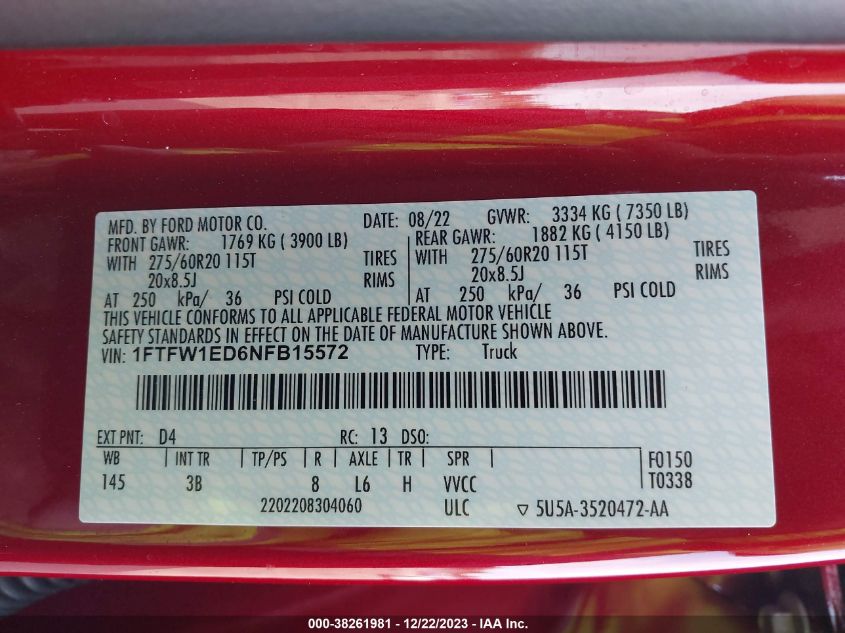 MFD. BY FORD MOTOR CO. DATE: 08/22 GVWR: 3334 KG ( 7350 LB)
FRONT GAWR: 1769 KG ( 3900 LB) REAR GAWR: 1882 KG ( 4150 LB)
WITH 275/60R20 115T TIRES WITH 275/60R20 115T TIRES
20x8.5J RIMS 20x8.5J RIMS
AT 250 kPa/ 36 PSI COLD AT 250 kPa/ 36 PSI COLD
THIS VEHICLE CONFORMS TO ALL APPLICABLE FEDERAL MOTOR VEHICLE
SAFETY STANDARDS IN EFFECT ON THE DATE OF MANUFACTURE SHOWN ABOVE.
VIN: 1FTFW1ED6NFB15572 TYPE: Truck
EXT PNT: D4 RC: 13 DSO:
WB INT TR TP/PS R AXLE TR SPR F0150
145 3B 8 L6 H VVCC T0338
2202208304060 ULC ▽ 5U5A-3520472-AA
000-38261981 - 12/22/2023 - IAA Inc.